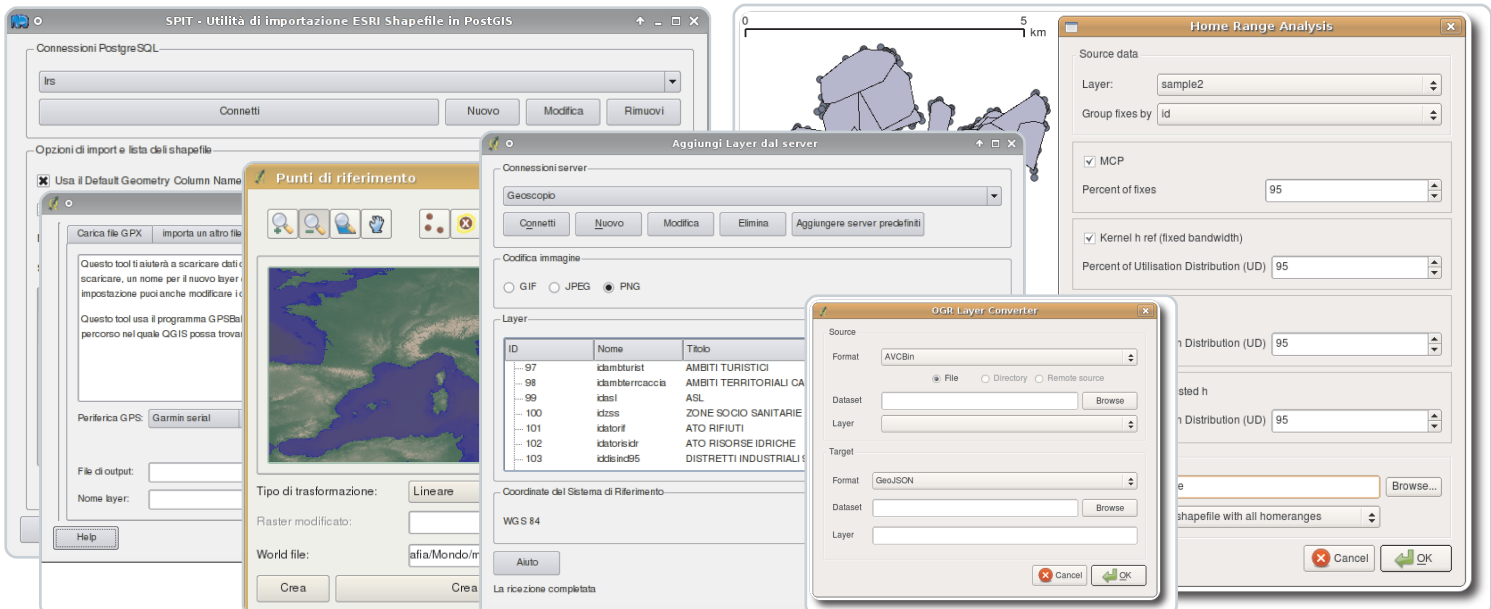 SPIT - Utilità di importazione ESRI Shapefile in PostGIS
Connessioni PostgreSQL
Connetti
Nuovo
Modifica
Rimuovi
Opzioni di import e lista deli shapefile
Usa il Default Geometry Column Name
Carica file GPX
importa un altro file
Questo tool ti aiuterà a scaricare dati
scaricare, un nome per il nuovo layer
impostazione puoi anche modificare i
Questo tool usa il programma
percorso nel quale QGIS possa
Periferica GPS:
Garmin serial
File di output:
Nome layer:
Help
Punti di riferimento
Tipo di trasformazione:
Lineare
Raster modificato:
World file:
afia/Mondo/m
Crea
Crea
Aggiungi Layer dal server
Connessioni server
Geoscopio
Connetti
Nuovo
Modifica
Elimina
Aggiungere server predefiniti
Codifica immagine
GIF
JPEG
PNG
Layer
ID Nome Titolo
97 idambturist AMBITI TURISTICI
98 idambterrcaccia AMBITI TERRITORIALI CA
99 idasl ASL
100 idzss ZONE SOCIO SANITARIE
101 idatorif ATO RIFIUTI
102 idatorisidr ATO RISORSE IDRICHE
103 iddisind95 DISTRETTI INDUSTRIALI
Coordinate del Sistema di Riferimento
WGS 84
Aiuto
La ricezione completata
0 5
km
Home Range Analysis
Source data
Layer: sample2
Group fixes by id
MCP
Percent of fixes 95
Kernel h ref (fixed bandwidth)
Percent of Utilisation Distribution (UD) 95
n Distribution (UD) 95
sted h
n Distribution (UD) 95
e
Browse...
shapefile with all homeranges
Cancel
OK
OGR Layer Converter
Source
Format AVCBin
File
Directory
Remote source
Dataset
Browse
Layer
Target
Format GeoJSON
Dataset
Browse
Layer
Cancel
OK